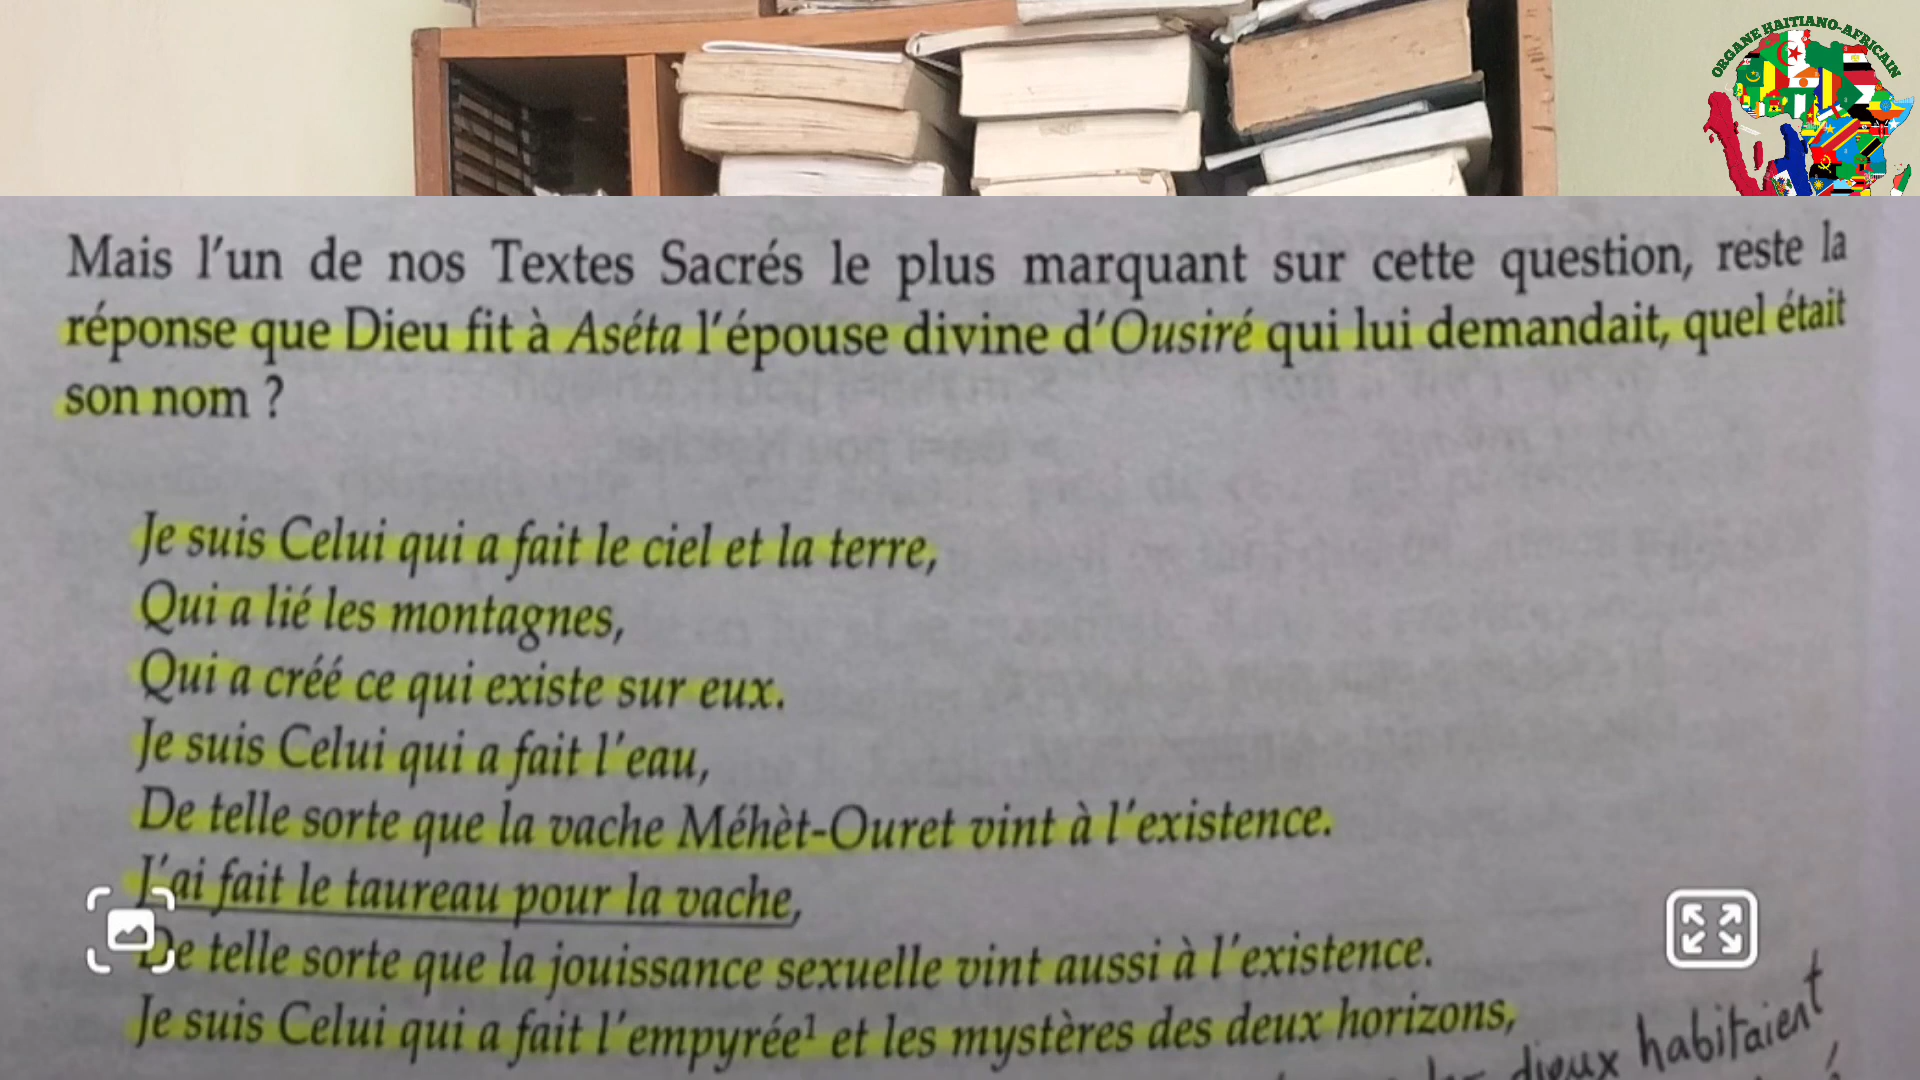 ORGANE HAITIANO-AFRICAIN
Mais l'un de nos Textes Sacrés le plus marquant sur cette question, reste la
réponse que Dieu fit à Aséta l'épouse divine d'Ousiré qui lui demandait, quel était
son nom ?
Je suis Celui qui a fait le ciel et la terre,
Qui a lié les montagnes,
Qui a créé ce qui existe sur eux.
Je suis Celui qui a fait l'eau,
De telle sorte que la vache Méhèt-Ouret vint à l'existence.
J'ai fait le taureau pour la vache,
De telle sorte que la jouissance sexuelle vint aussi à l'existence.
Je suis Celui qui a fait l'empyrée¹ et les mystères des deux horizons,
dieux habitaient